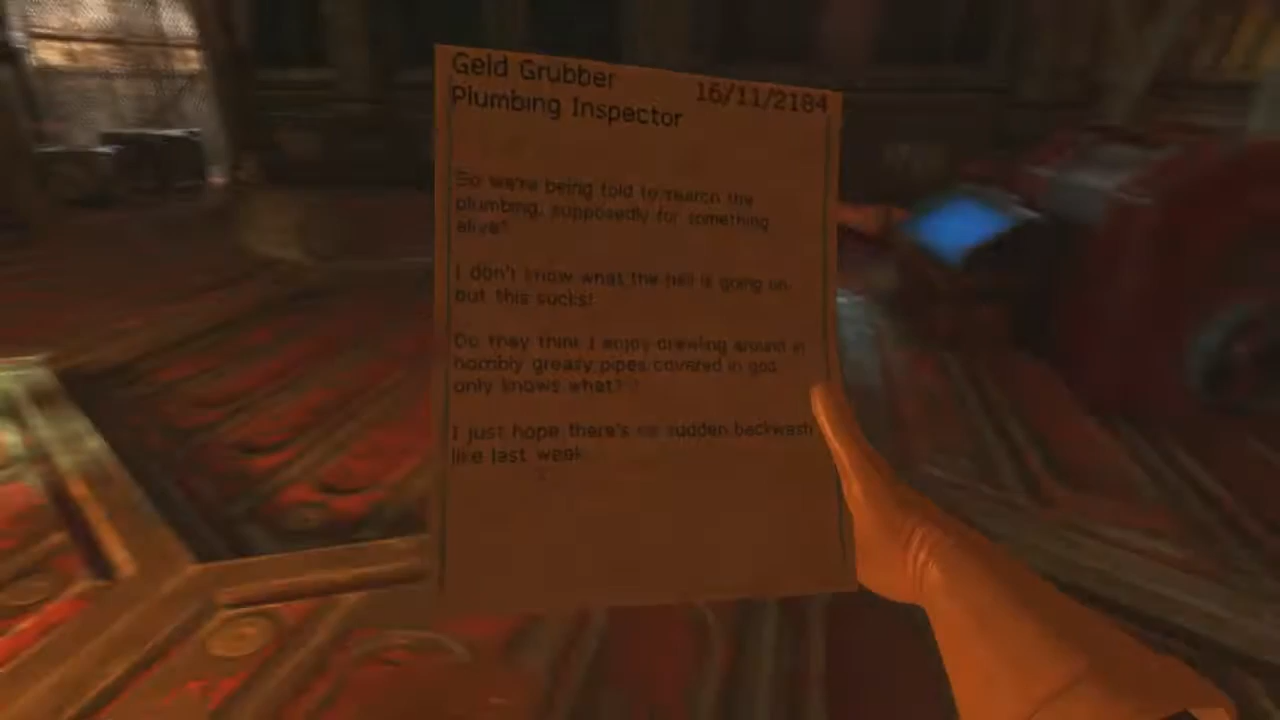 Geld Grubber
16/11/2184
Plumbing Inspector
So we're being told to search the
plumbing, supposedly for something
alive?
I don't know what the hell is going on,
but this sucks!
Do they think I enjoy crawling around in
horribly greasy pipes covered in god
only knows what?
I just hope there's no sudden backwash
like last week.